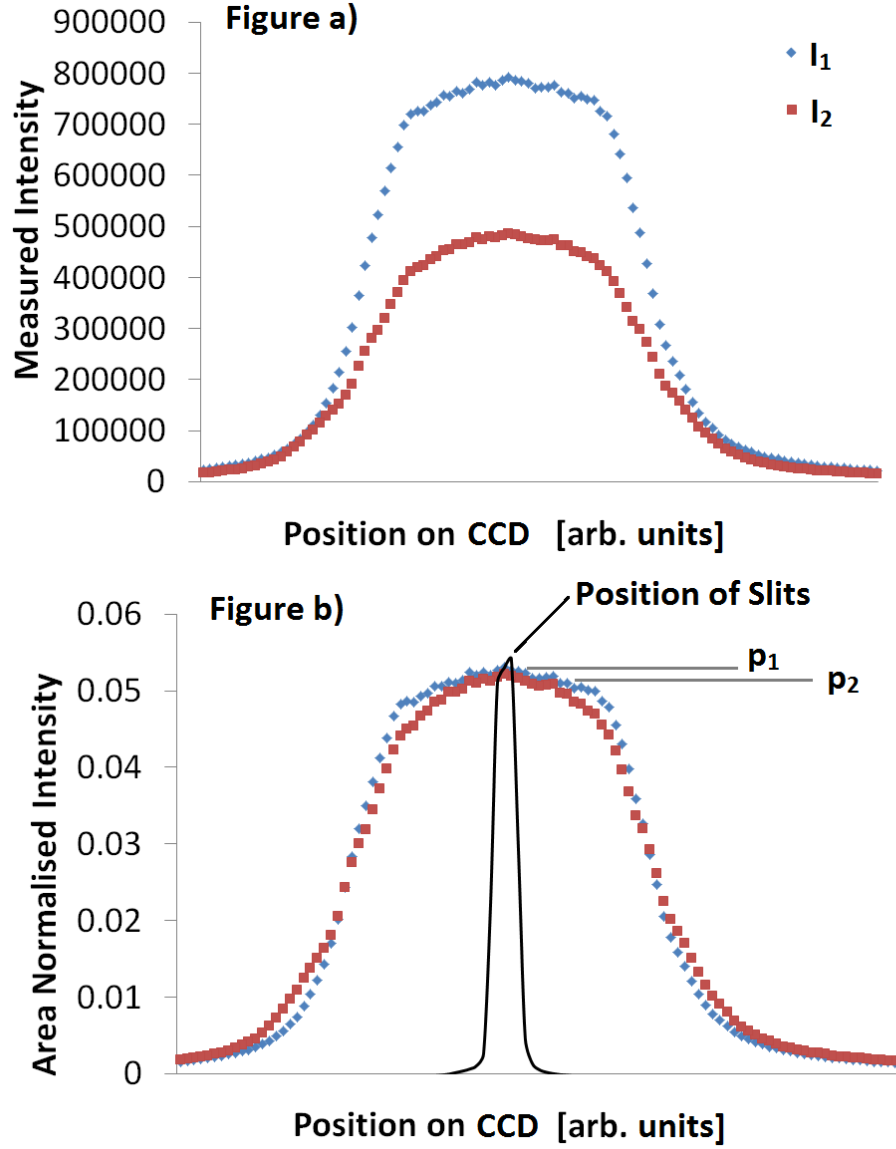 Figure a)
900000
800000
700000
600000
500000
400000
300000
200000
100000
0
Measured Intensity
I1
I2
Position on CCD [arb. units]
Figure b)
Position of Slits
p1
p2
0.06
0.05
0.04
0.03
0.02
0.01
0
Area Normalised Intensity
Position on CCD [arb. units]